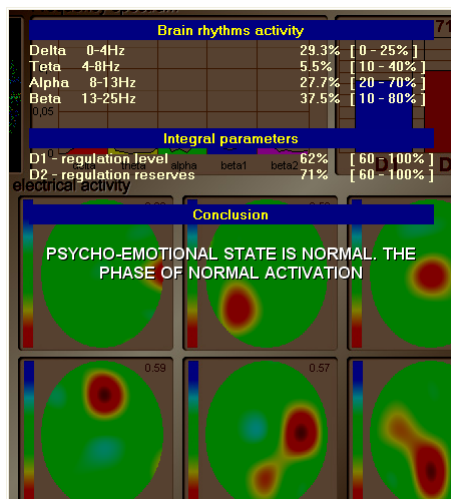 Brain rhythms activity
Delta 0-4Hz 29.3% [ 0 - 25% ]
Teta 4-8Hz 5.5% [ 10 - 40% ]
Alpha 8-13Hz 27.7% [ 20 - 70% ]
Beta 13-25Hz 37.5% [ 10 - 80% ]
0,05
Integral parameters
theta alpha beta1 beta2
D1 - regulation level 62% [ 60 - 100% ]
D2 - regulation reserves 71% [ 60 - 100% ]
electrical activity
Conclusion
PSYCHO-EMOTIONAL STATE IS NORMAL. THE
PHASE OF NORMAL ACTIVATION
0.59 0.57